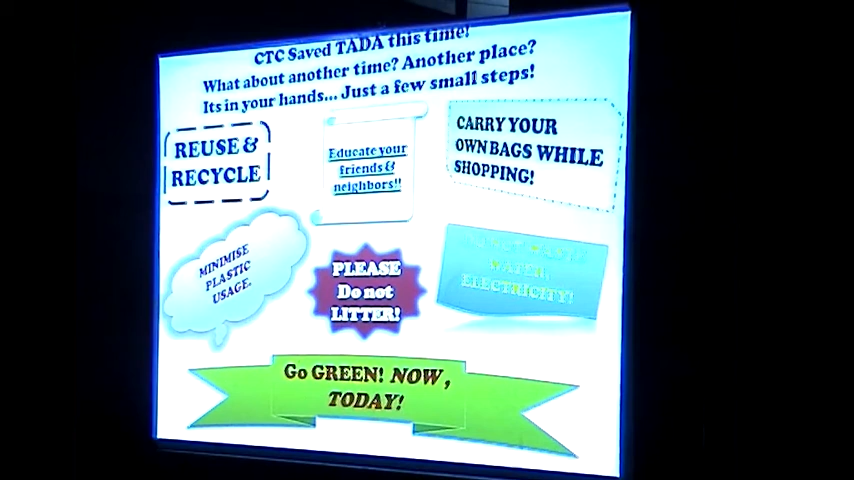 CTC Saved TADA this time!
What about another time? Another place?
Its in your hands... Just a few small steps!
REUSE &
RECYCLE
Educate your
friends &
neighbors!!
CARRY YOUR
OWN BAGS WHILE
SHOPPING!
MINIMISE
PLASTIC
USAGE.
PLEASE
Do not
LITTER!
WATER,
ELECTRICITY!
Go GREEN! NOW,
TODAY!